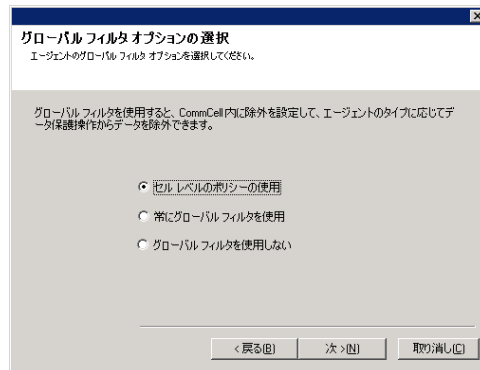 グローバル フィルタ オプションの選択
エージェントのグローバル フィルタ オプションを選択してください。
グローバル フィルタを使用すると、CommCell 内に除外を設定して、エージェントのタイプに応じてデ
ータ保護操作からデータを除外できます。
セル レベルのポリシーの使用
常にグローバル フィルタを使用
グローバル フィルタを使用しない
< 戻る(B)
次 >(N)
取り消し(C)